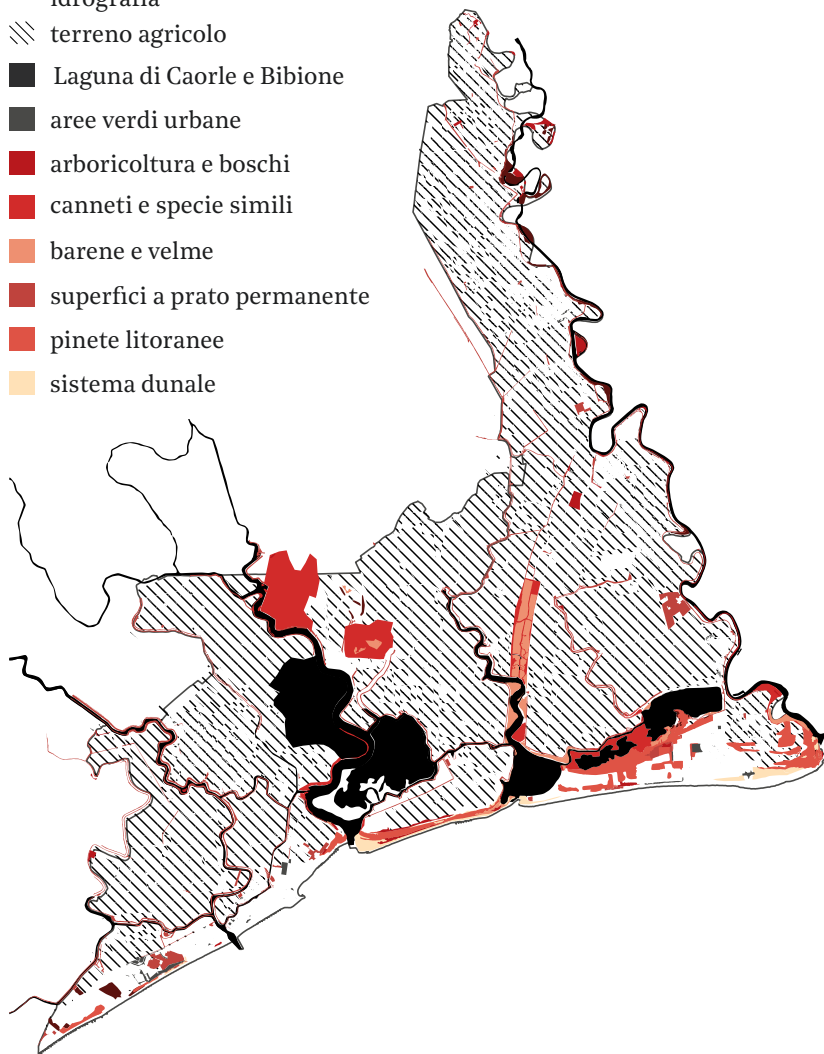 idrografia
terreno agricolo
Laguna di Caorle e Bibione
aree verdi urbane
arboricoltura e boschi
canneti e specie simili
barene e velme
superfici a prato permanente
pinete litoranee
sistema dunale